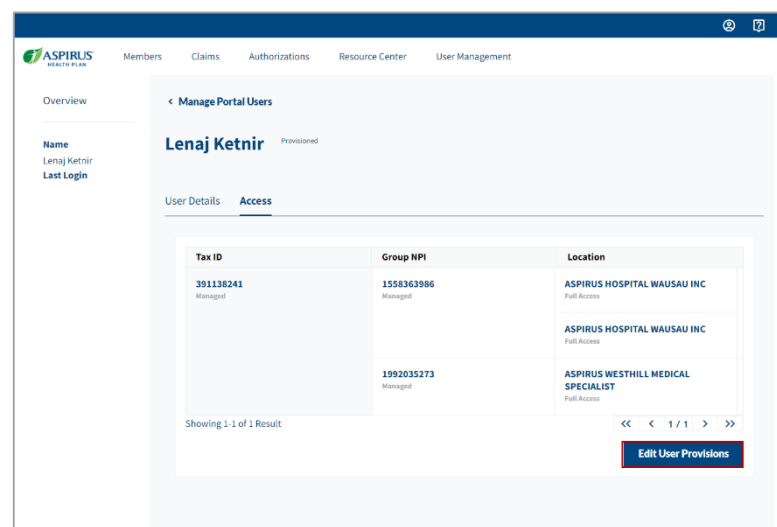 ASPIRUS
HEALTH PLAN
Members
Claims
Authorizations
Resource Center
User Management
Overview
Name
Lenaj Ketnir
Last Login
< Manage Portal Users
Lenaj Ketnir
Provisioned
User Details
Access
Tax ID
Group NPI
Location
391138241
Managed
1558363986
Managed
ASPIRUS HOSPITAL WAUSAU INC
Full Access
ASPIRUS HOSPITAL WAUSAU INC
Full Access
1992035273
Managed
ASPIRUS WESTHILL MEDICAL
SPECIALIST
Full Access
Showing 1-1 of 1 Result
<< < 1 / 1 > >>
Edit User Provisions